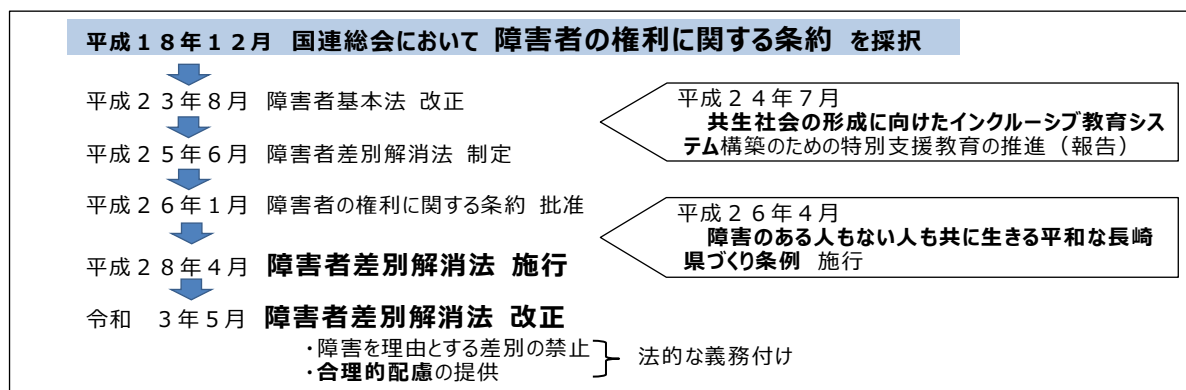 平成１８年１２月 国連総会において 障害者の権利に関する条約 を採択
平成２３年８月 障害者基本法 改正
平成２５年６月 障害者差別解消法 制定
平成２６年１月 障害者の権利に関する条約 批准
平成２８年４月 障害者差別解消法 施行
令和　３年５月 障害者差別解消法 改正
・障害を理由とする差別の禁止
・合理的配慮の提供
法的な義務付け
平成２４年７月
共生社会の形成に向けたインクルーシブ教育シス
テム構築のための特別支援教育の推進（報告）
平成２６年４月
障害のある人もない人も共に生きる平和な長崎
県づくり条例 施行